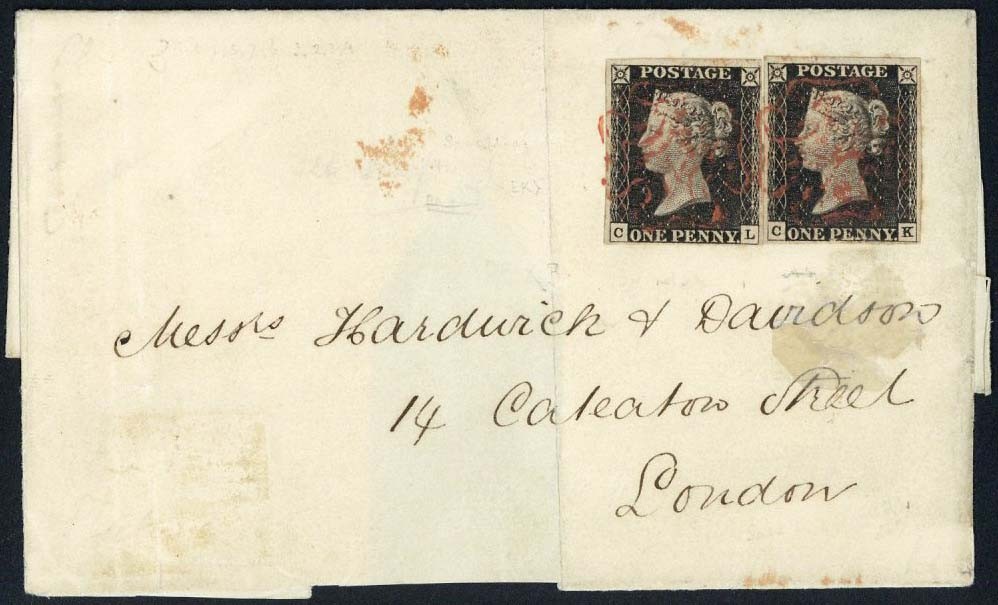 POSTAGE POSTAGE
C ONE PENNY. L C ONE PENNY. K
Messrs Hardwick & Davidson
14 Cateaton Street
London